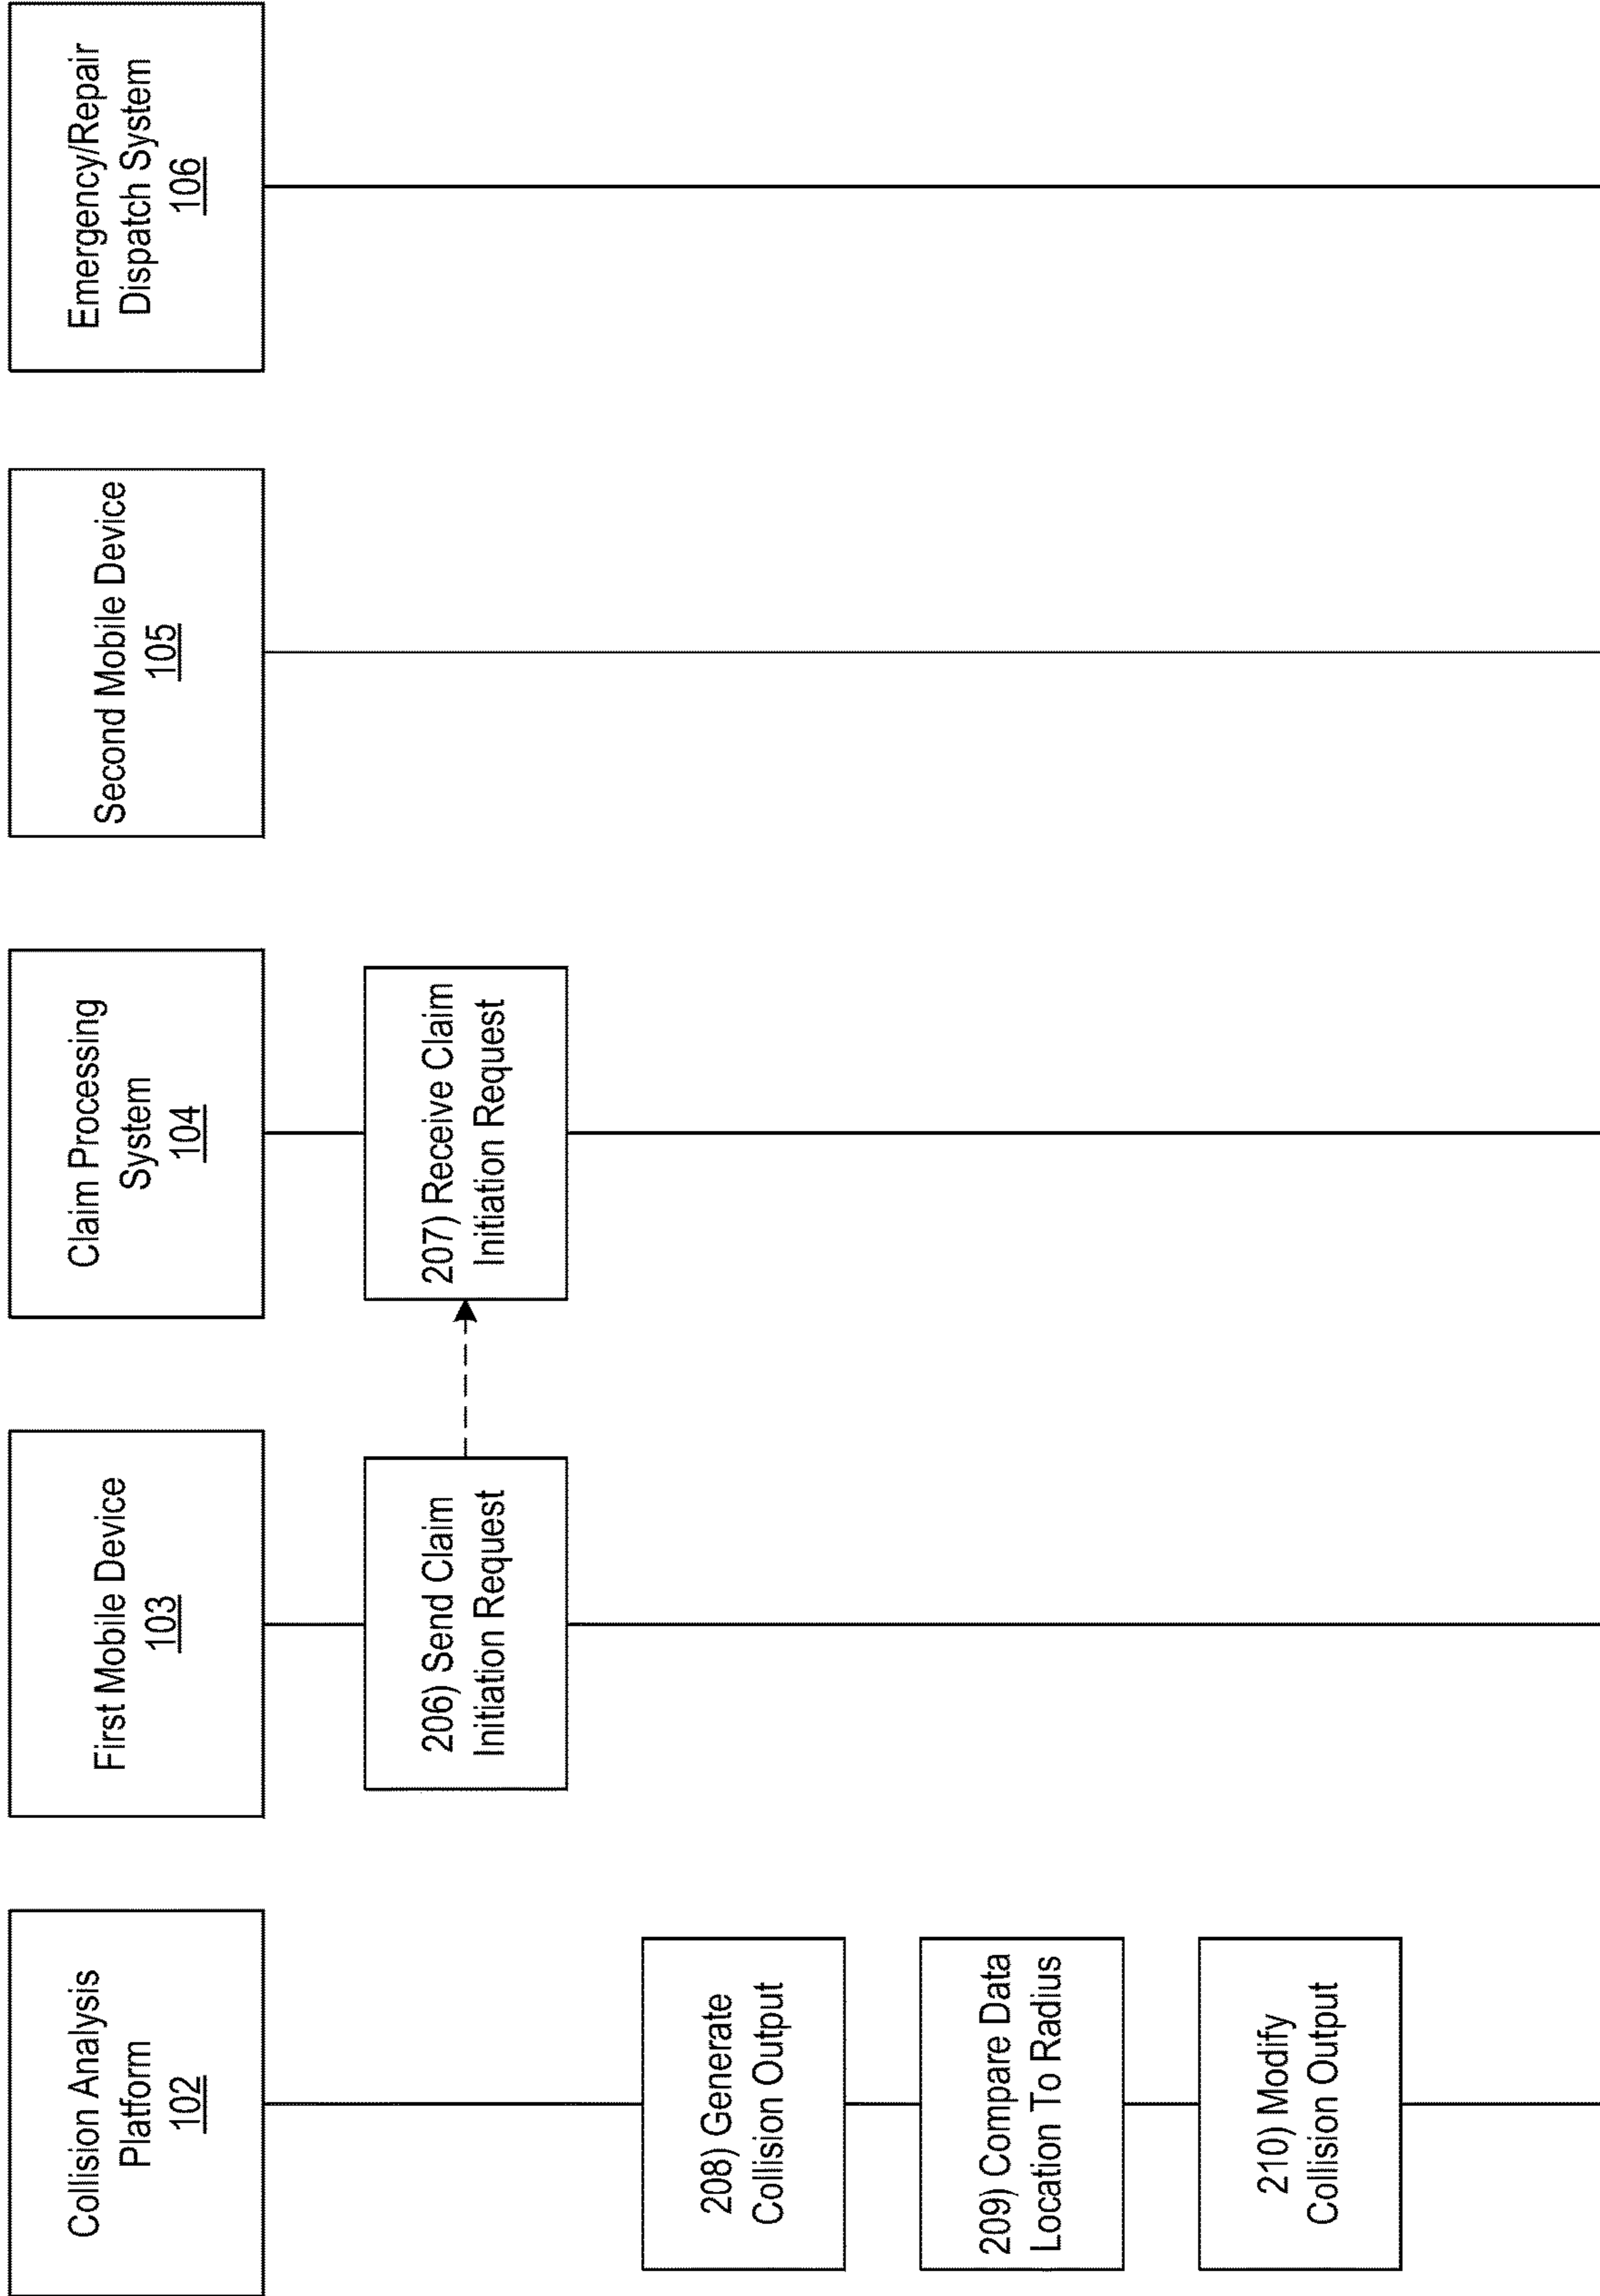 Collision Analysis
Platform
102
First Mobile Device
103
Claim Processing
System
104
Second Mobile Device
105
Emergency/Repair
Dispatch System
106
206) Send Claim
Initiation Request
207) Receive Claim
Initiation Request
208) Generate
Collision Output
209) Compare Data
Location To Radius
210) Modify
Collision Output